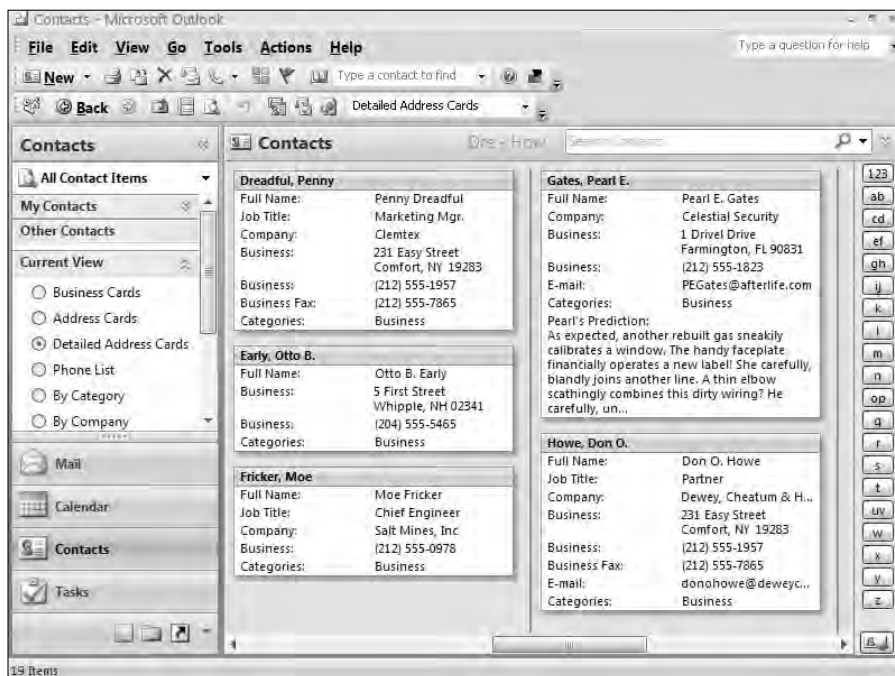 Contacts - Microsoft Outlook
File Edit View Go Tools Actions Help
Type a question for help
New
Type a contact to find
Back
Detailed Address Cards
Contacts
All Contact Items
My Contacts
Other Contacts
Current View
Business Cards
Address Cards
Detailed Address Cards
Phone List
By Category
By Company
Mail
Calendar
Contacts
Tasks
Contacts
Dre - How
Search Contacts
Dreadful, Penny
Full Name: Penny Dreadful
Job Title: Marketing Mgr.
Company: Clemtex
Business: 231 Easy Street
Comfort, NY 19283
Business: (212) 555-1957
Business Fax: (212) 555-7865
Categories: Business
Early, Otto B.
Full Name: Otto B. Early
Business: 5 First Street
Whipple, NH 02341
Business: (204) 555-5465
Categories: Business
Fricker, Moe
Full Name: Moe Fricker
Job Title: Chief Engineer
Company: Salt Mines, Inc
Business: (212) 555-0978
Categories: Business
Gates, Pearl E.
Full Name: Pearl E. Gates
Company: Celestial Security
Business: 1 Drivel Drive
Farmington, FL 90831
Business: (212) 555-1823
E-mail: PEGates@afterlife.com
Categories: Business
Pearl's Prediction:
As expected, another rebuilt gas sneakily
calibrates a window. The handy faceplate
financially operates a new label! She carefully,
blandly joins another line. A thin elbow
scathingly combines this dirty wiring? He
carefully, un...
Howe, Don O.
Full Name: Don O. Howe
Job Title: Partner
Company: Dewey, Cheatum & H...
Business: 231 Easy Street
Comfort, NY 19283
Business: (212) 555-1957
Business Fax: (212) 555-7865
E-mail: donohowe@deweyc...
Categories: Business
123
ab
cd
ef
gh
ij
k
l
m
n
op
q
r
s
t
uv
w
x
y
z
19 Items